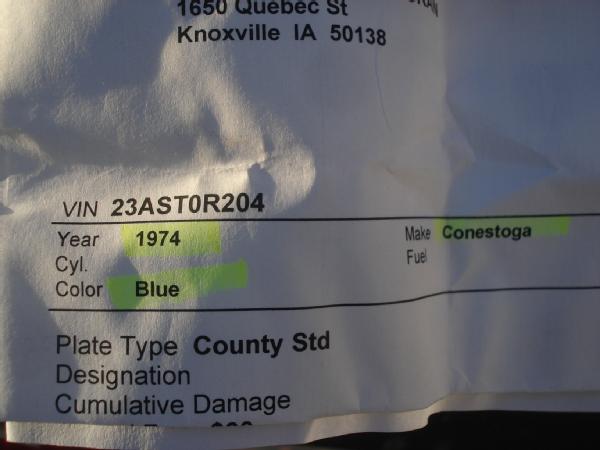 1650 Quebec St
Knoxville IA 50138
VIN 23AST0R204
Year 1974 Make Conestoga
Cyl. Fuel
Color Blue
Plate Type County Std
Designation
Cumulative Damage